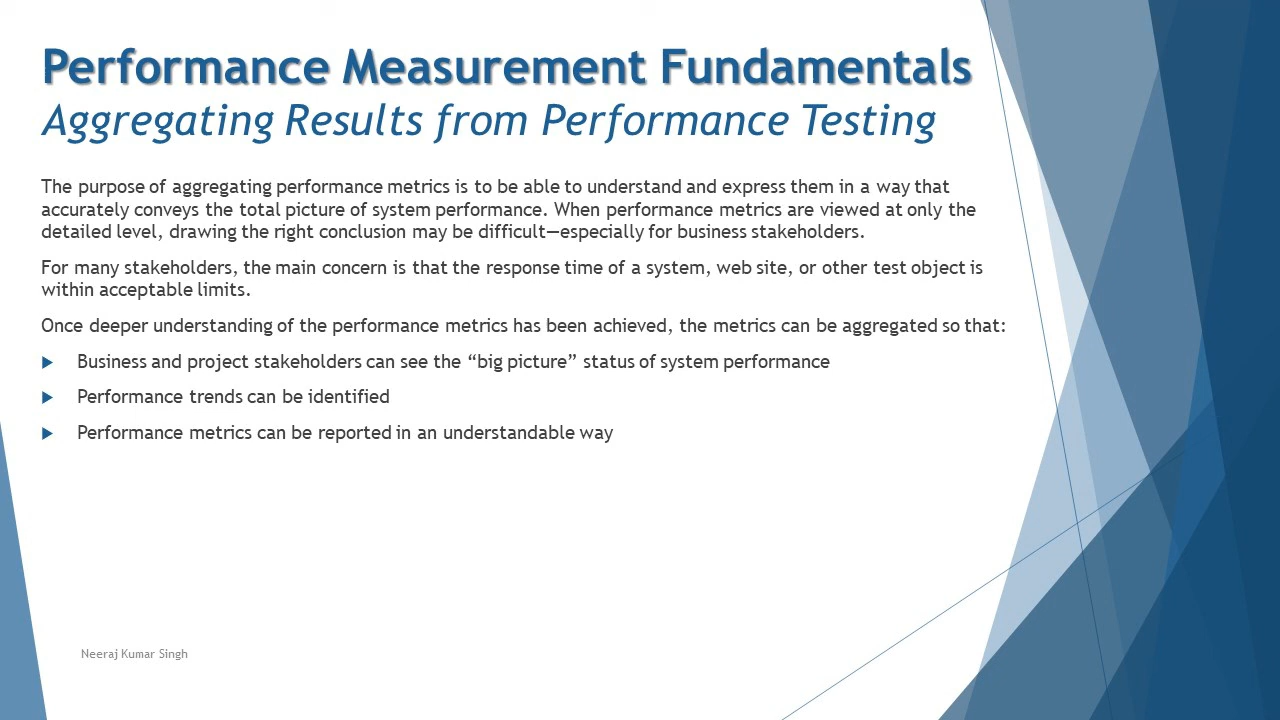 Performance Measurement Fundamentals
Aggregating Results from Performance Testing
The purpose of aggregating performance metrics is to be able to understand and express them in a way that
accurately conveys the total picture of system performance. When performance metrics are viewed at only the
detailed level, drawing the right conclusion may be difficult—especially for business stakeholders.
For many stakeholders, the main concern is that the response time of a system, web site, or other test object is
within acceptable limits.
Once deeper understanding of the performance metrics has been achieved, the metrics can be aggregated so that:
Business and project stakeholders can see the “big picture” status of system performance
Performance trends can be identified
Performance metrics can be reported in an understandable way
Neeraj Kumar Singh